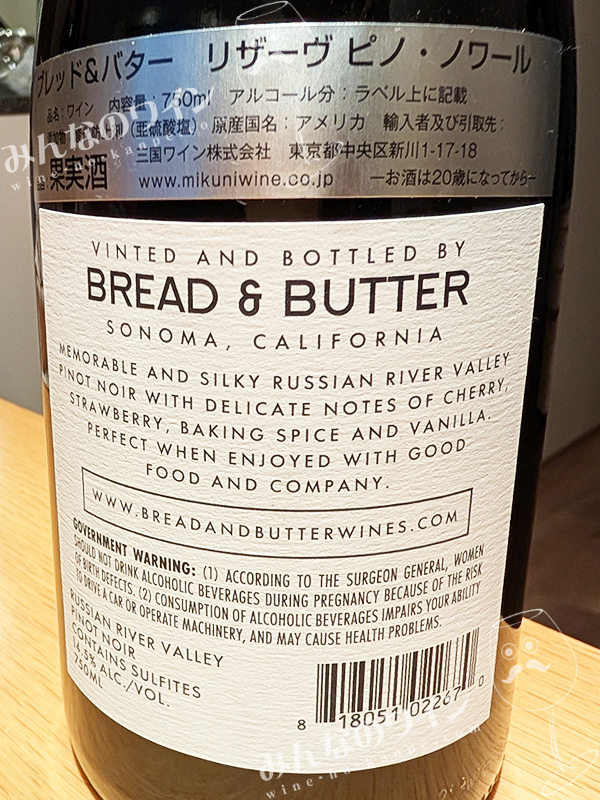 ブレッド&バター リザーヴ ピノ・ノワール
品名:ワイン 内容量:750ml アルコール分:ラベル上に記載
(亜硫酸塩) 原産国名:アメリカ 輸入者及び引取先:
三国ワイン株式会社 東京都中央区新川1-17-18
果実酒 www.mikuniwine.co.jp ーお酒は20歳になってからー
みんなのワイン
VINTED AND BOTTLED BY
BREAD & BUTTER
SONOMA, CALIFORNIA
MEMORABLE AND SILKY RUSSIAN RIVER VALLEY
PINOT NOIR WITH DELICATE NOTES OF CHERRY,
STRAWBERRY, BAKING SPICE AND VANILLA.
PERFECT WHEN ENJOYED WITH GOOD
FOOD AND COMPANY.
WWW.BREADANDBUTTERWINES.COM
GOVERNMENT WARNING: (1) ACCORDING TO THE SURGEON GENERAL, WOMEN
SHOULD NOT DRINK ALCOHOLIC BEVERAGES DURING PREGNANCY BECAUSE OF THE RISK
OF BIRTH DEFECTS. (2) CONSUMPTION OF ALCOHOLIC BEVERAGES IMPAIRS YOUR ABILITY
TO DRIVE A CAR OR OPERATE MACHINERY, AND MAY CAUSE HEALTH PROBLEMS.
RUSSIAN RIVER VALLEY
PINOT NOIR
CONTAINS SULFITES
14.5% ALC./VOL.
750ML
8 18051 02267 0
みんなのワイン